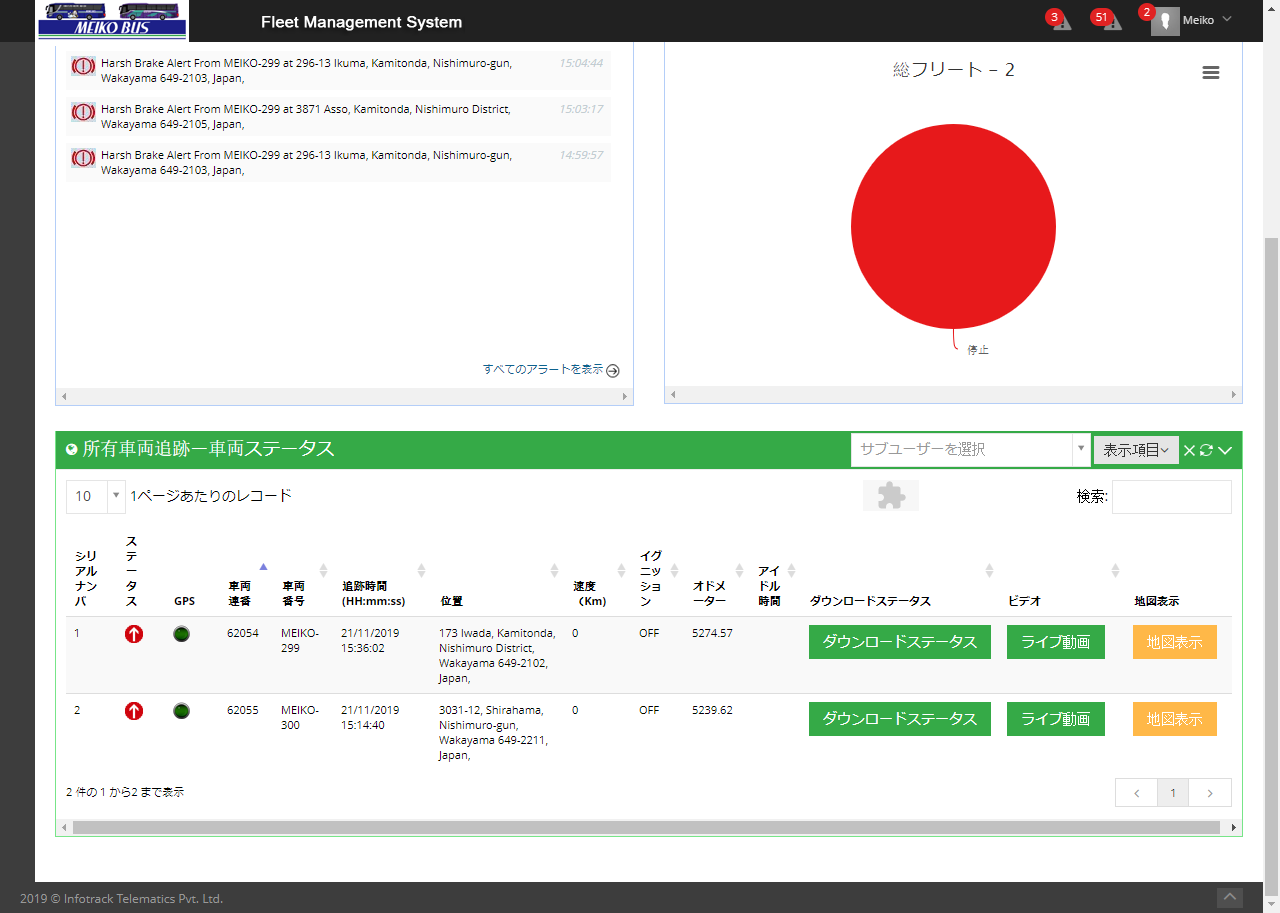 MEIKO BUS
Fleet Management System
3
51
2
Meiko
Harsh Brake Alert From MEIKO-299 at 296-13 Ikuma, Kamitonda, Nishimuro-gun, Wakayama 649-2103, Japan,
15:04:44
Harsh Brake Alert From MEIKO-299 at 3871 Asso, Kamitonda, Nishimuro District, Wakayama 649-2105, Japan,
15:03:17
Harsh Brake Alert From MEIKO-299 at 296-13 Ikuma, Kamitonda, Nishimuro-gun, Wakayama 649-2103, Japan,
14:59:57
すべてのアラートを表示
総フリート – 2
停止
所有車両追跡ー車両ステータス
サブユーザーを選択
表示項目
10 1ページあたりのレコード
検索:
シリアルナンバ ステータス GPS 車両連番 車両番号 追跡時間 (HH:mm:ss) 位置 速度 (Km) イグニッション オドメーター アイドル時間 ダウンロードステータス ビデオ 地図表示
1 62054 MEIKO-299 21/11/2019 15:36:02 173 Iwada, Kamitonda, Nishimuro District, Wakayama 649-2102, Japan, 0 OFF 5274.57 ダウンロードステータス ライブ動画 地図表示
2 62055 MEIKO-300 21/11/2019 15:14:40 3031-12, Shirahama, Nishimuro-gun, Wakayama 649-2211, Japan, 0 OFF 5239.62 ダウンロードステータス ライブ動画 地図表示
2 件の 1 から2 まで表示
1
2019 © Infotrack Telematics Pvt. Ltd.